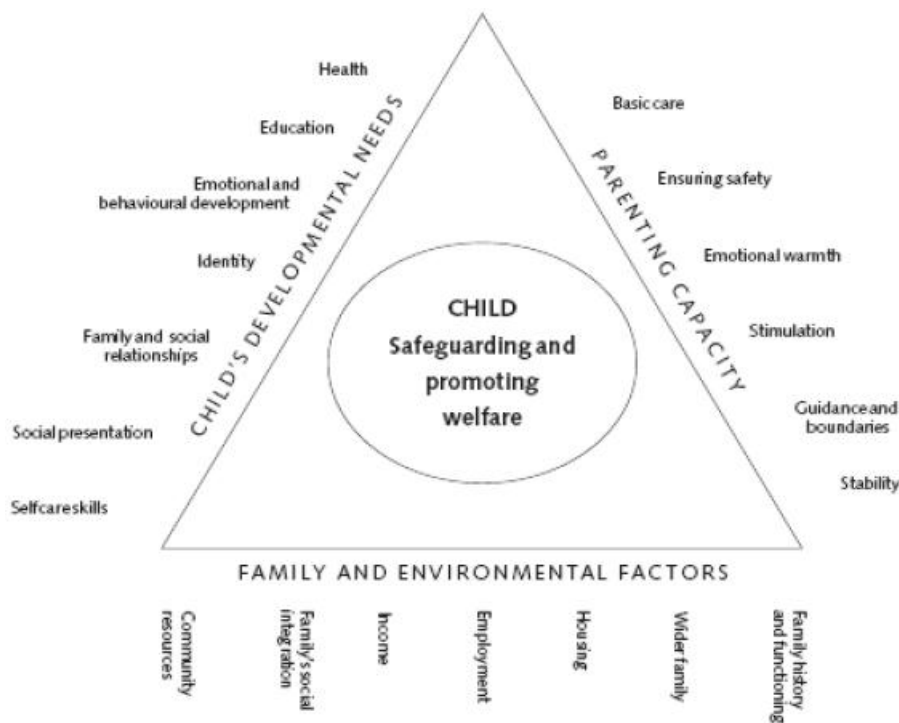 Health
Education
Emotional and
behavioural development
Identity
Family and social
relationships
Social presentation
Selfcare skills
CHILD'S DEVELOPMENTAL NEEDS
CHILD
Safeguarding and
promoting
welfare
PARENTING CAPACITY
Basic care
Ensuring safety
Emotional warmth
Stimulation
Guidance and
boundaries
Stability
FAMILY AND ENVIRONMENTAL FACTORS
Community
resources
Family's social
integration
Income
Employment
Housing
Wider family
Family history
and functioning